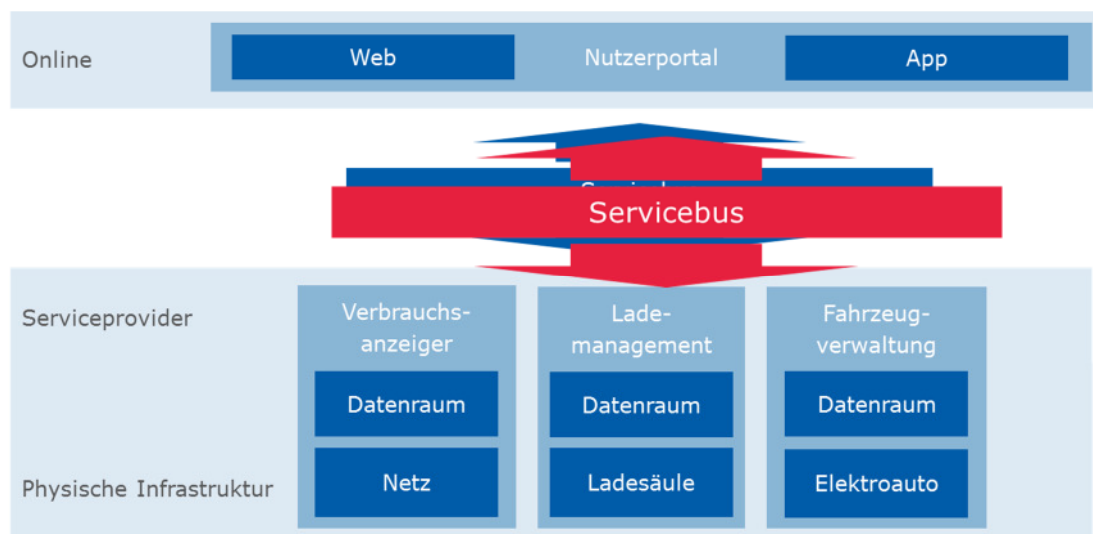 Online
Web
Nutzerportal
App
Servicebus
Serviceprovider
Verbrauchs-
anzeiger
Lade-
management
Fahrzeug-
verwaltung
Datenraum
Datenraum
Datenraum
Physische Infrastruktur
Netz
Ladesäule
Elektroauto